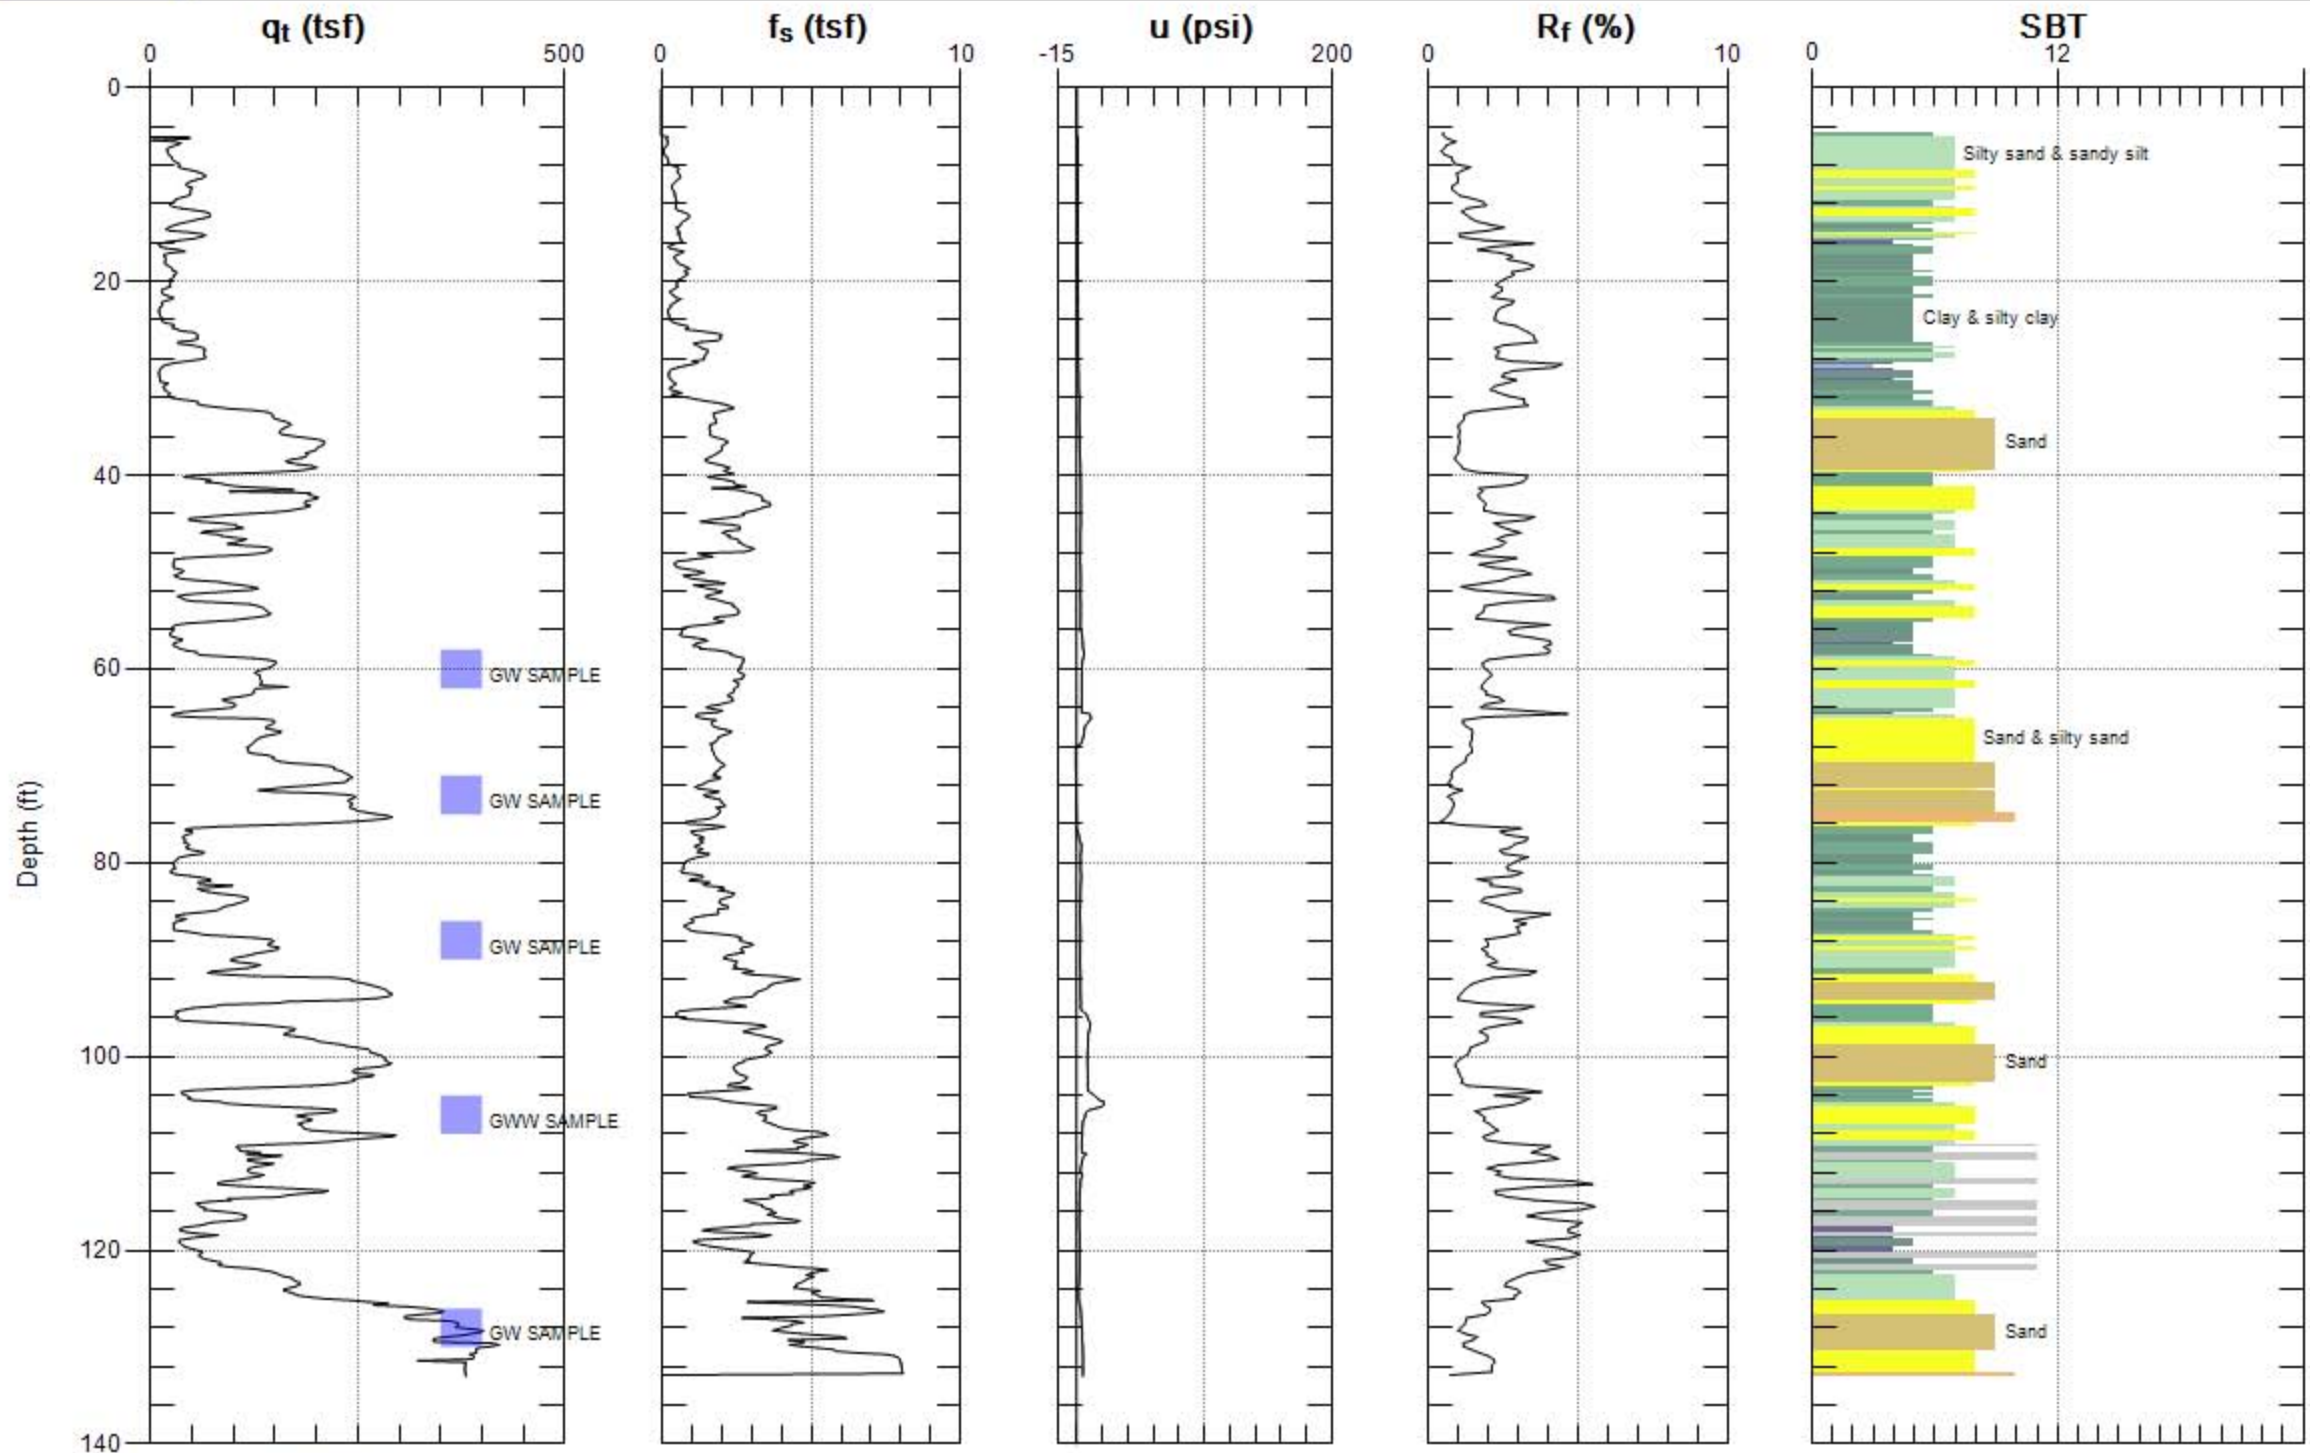 qt (tsf) fs (tsf) u (psi) Rf (%) SBT
0 500 0 10 -15 200 0 10 0 12
0
Silty sand & sandy silt
20
Clay & silty clay
Sand
40
60
GW SAMPLE
Sand & silty sand
GW SAMPLE
Depth (ft)
80
GW SAMPLE
100
Sand
GWW SAMPLE
120
GW SAMPLE
Sand
140